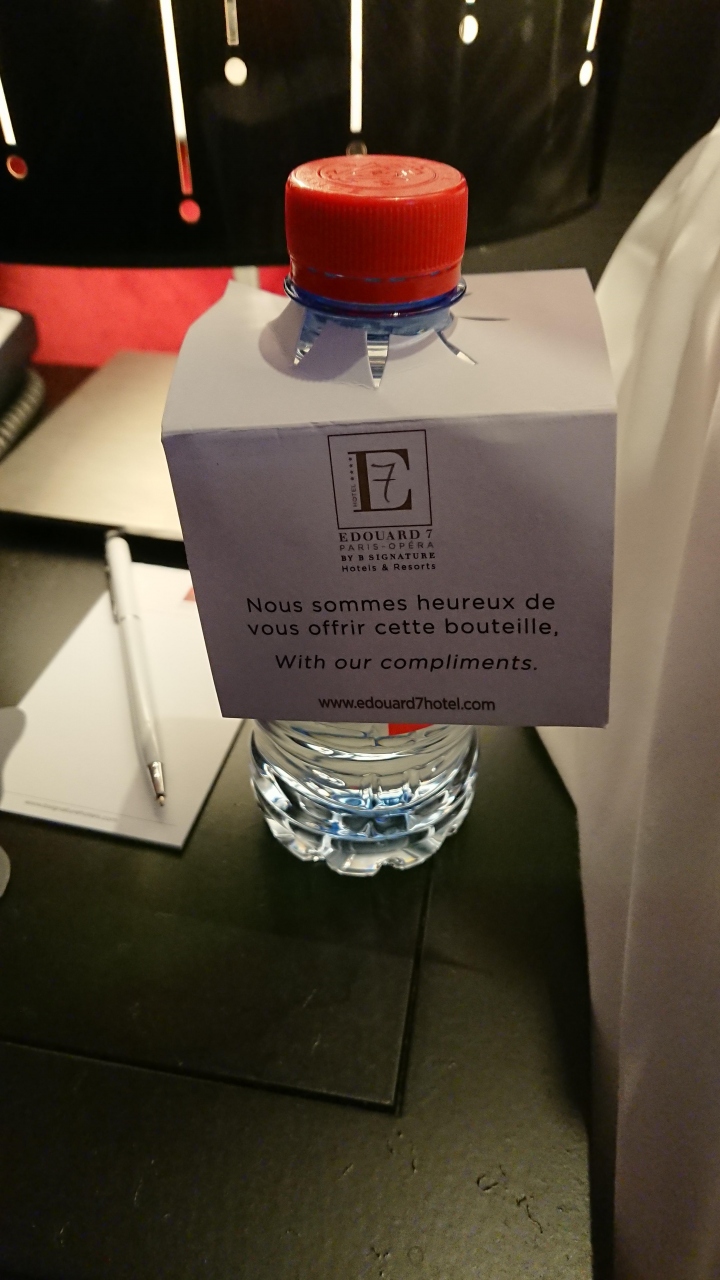 HOTEL ****
E7
EDOUARD 7
PARIS-OPÉRA
BY B SIGNATURE
Hotels & Resorts
Nous sommes heureux de
vous offrir cette bouteille,
With our compliments.
www.edouard7hotel.com